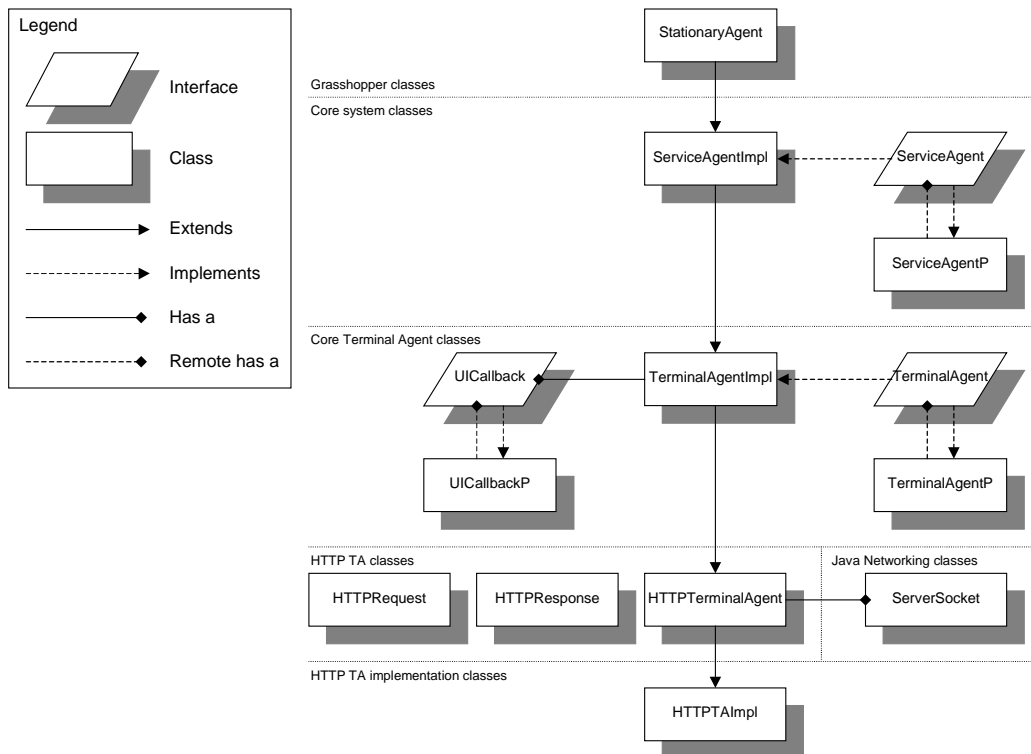 Legend
Interface
Class
Extends
Implements
Has a
Remote has a
StationaryAgent
Grasshopper classes
Core system classes
ServiceAgentImpl
ServiceAgent
ServiceAgentP
Core Terminal Agent classes
UICallback
TerminalAgentImpl
TerminalAgent
UICallbackP
TerminalAgentP
HTTP TA classes
Java Networking classes
HTTPRequest
HTTPResponse
HTTPTerminalAgent
ServerSocket
HTTP TA implementation classes
HTTPTAImpl